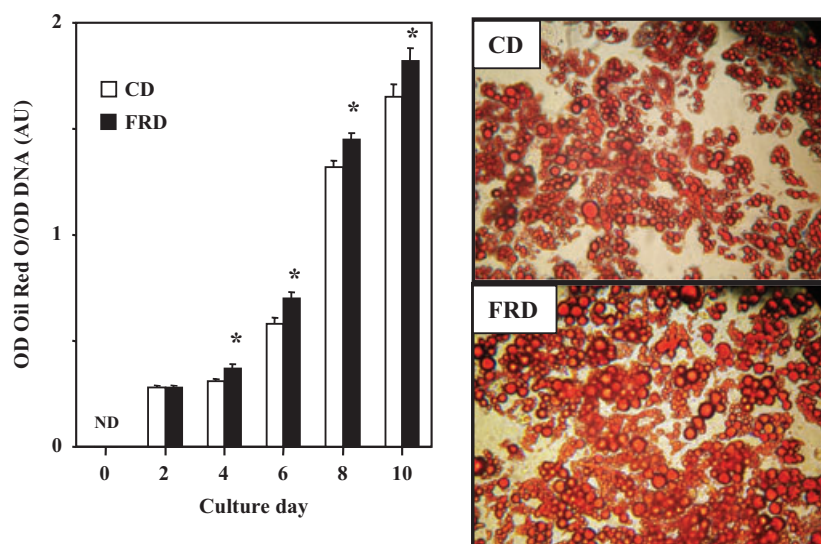 OD Oil Red O/OD DNA (AU)
2
1
0
CD
FRD
ND
*
*
*
*
0 2 4 6 8 10
Culture day
CD
FRD